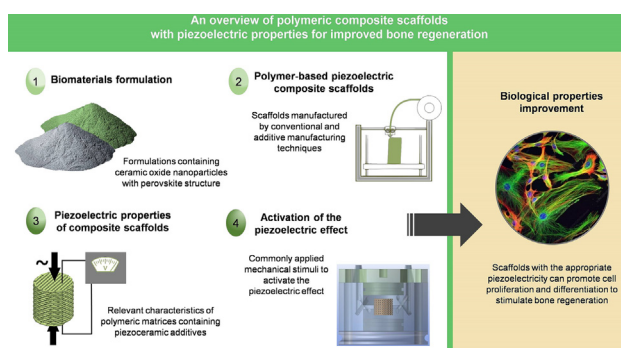 An overview of polymeric composite scaffolds
with piezoelectric properties for improved bone regeneration
1
Biomaterials formulation
Formulations containing
ceramic oxide nanoparticles
with perovskite structure
2
Polymer-based piezoelectric
composite scaffolds
Scaffolds manufactured
by conventional and
additive manufacturing
techniques
3
Piezoelectric properties
of composite scaffolds
~
V
Relevant characteristics of
polymeric matrices containing
piezoceramic additives
4
Activation of the
piezoelectric effect
Commonly applied
mechanical stimuli to
activate the
piezoelectric effect
Biological properties
improvement
Scaffolds with the appropriate
piezoelectricity can promote cell
proliferation and differentiation to
stimulate bone regeneration